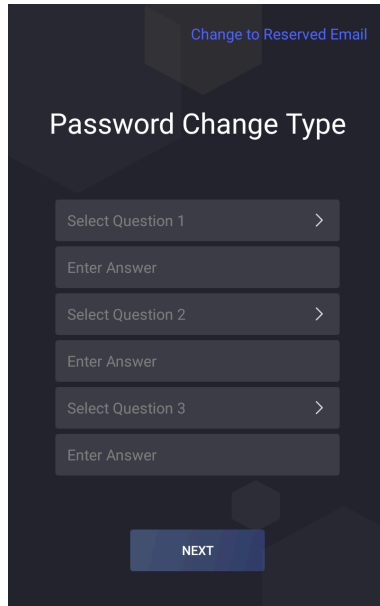 Change to Reserved Email
Password Change Type
Select Question 1
Enter Answer
Select Question 2
Enter Answer
Select Question 3
Enter Answer
NEXT